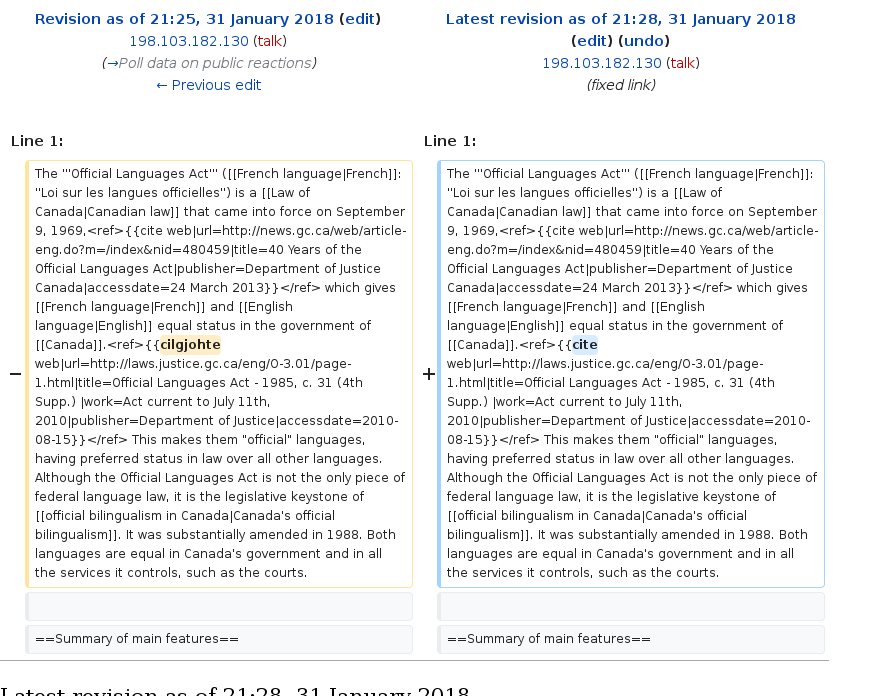 Revision as of 21:25, 31 January 2018 (edit)
198.103.182.130 (talk)
(→Poll data on public reactions)
← Previous edit
Latest revision as of 21:28, 31 January 2018
(edit) (undo)
198.103.182.130 (talk)
(fixed link)
Line 1:
Line 1:
−
The '''Official Languages Act''' ([[French language|French]]:
''Loi sur les langues officielles'') is a [[Law of
Canada|Canadian law]] that came into force on September
9, 1969,<ref>{{cite web|url=http://news.gc.ca/web/article-
eng.do?m=/index&nid=480459|title=40 Years of the
Official Languages Act|publisher=Department of Justice
Canada|accessdate=24 March 2013}}</ref> which gives
[[French language|French]] and [[English
language|English]] equal status in the government of
[[Canada]].<ref>{{cilgjohte
web|url=http://laws.justice.gc.ca/eng/O-3.01/page-
1.html|title=Official Languages Act - 1985, c. 31 (4th
Supp.) |work=Act current to July 11th,
2010|publisher=Department of Justice|accessdate=2010-
08-15}}</ref> This makes them "official" languages,
having preferred status in law over all other languages.
Although the Official Languages Act is not the only piece of
federal language law, it is the legislative keystone of
[[official bilingualism in Canada|Canada's official
bilingualism]]. It was substantially amended in 1988. Both
languages are equal in Canada's government and in all
the services it controls, such as the courts.
+
The '''Official Languages Act''' ([[French language|French]]:
''Loi sur les langues officielles'') is a [[Law of
Canada|Canadian law]] that came into force on September
9, 1969,<ref>{{cite web|url=http://news.gc.ca/web/article-
eng.do?m=/index&nid=480459|title=40 Years of the
Official Languages Act|publisher=Department of Justice
Canada|accessdate=24 March 2013}}</ref> which gives
[[French language|French]] and [[English
language|English]] equal status in the government of
[[Canada]].<ref>{{cite
web|url=http://laws.justice.gc.ca/eng/O-3.01/page-
1.html|title=Official Languages Act - 1985, c. 31 (4th
Supp.) |work=Act current to July 11th,
2010|publisher=Department of Justice|accessdate=2010-
08-15}}</ref> This makes them "official" languages,
having preferred status in law over all other languages.
Although the Official Languages Act is not the only piece of
federal language law, it is the legislative keystone of
[[official bilingualism in Canada|Canada's official
bilingualism]]. It was substantially amended in 1988. Both
languages are equal in Canada's government and in all
the services it controls, such as the courts.
==Summary of main features==
==Summary of main features==
Latest revision as of 21:28, 31 January 2018